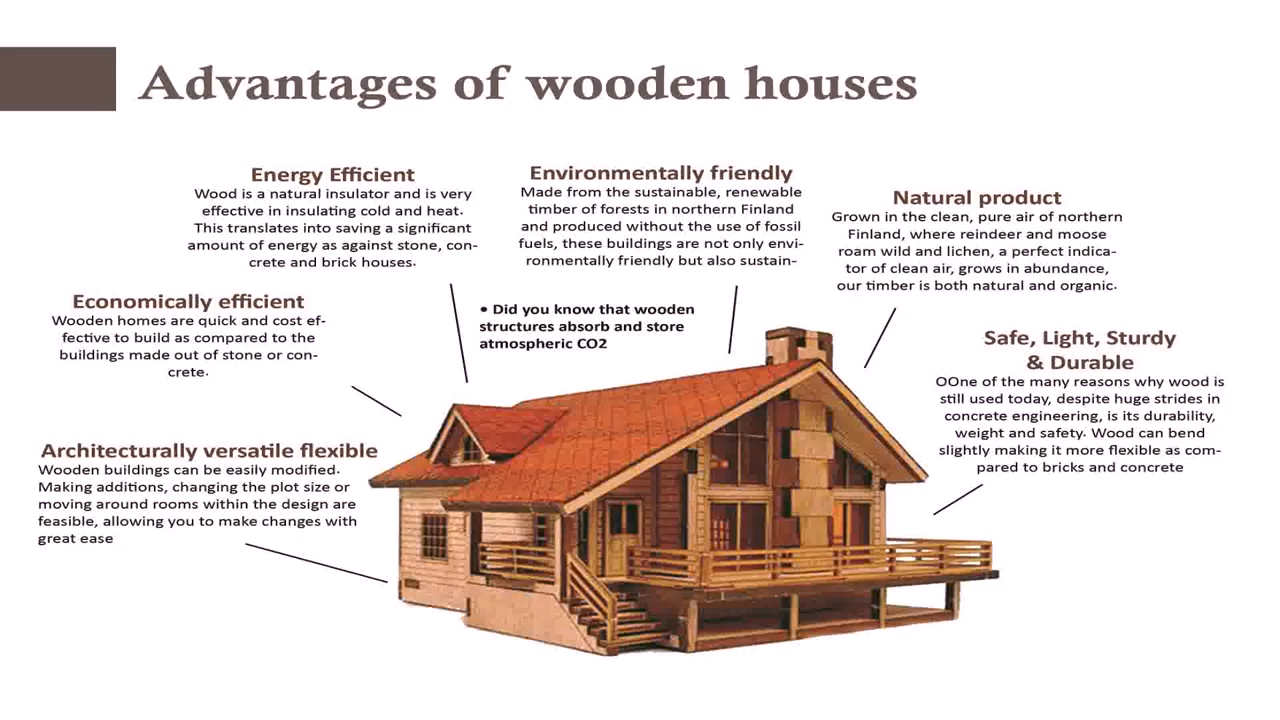 Advantages of wooden houses
Energy Efficient
Wood is a natural insulator and is very
effective in insulating cold and heat.
This translates into saving a significant
amount of energy as against stone, con-
crete and brick houses.
Environmentally friendly
Made from the sustainable, renewable
timber of forests in northern Finland
and produced without the use of fossil
fuels, these buildings are not only envi-
ronmentally friendly but also sustain-
Natural product
Grown in the clean, pure air of northern
Finland, where reindeer and moose
roam wild and lichen, a perfect indica-
tor of clean air, grows in abundance,
our timber is both natural and organic.
Economically efficient
Wooden homes are quick and cost ef-
fective to build as compared to the
buildings made out of stone or con-
crete.
• Did you know that wooden
structures absorb and store
atmospheric CO2
Safe, Light, Sturdy
& Durable
OOne of the many reasons why wood is
still used today, despite huge strides in
concrete engineering, is its durability,
weight and safety. Wood can bend
slightly making it more flexible as com-
pared to bricks and concrete
Architecturally versatile flexible
Wooden buildings can be easily modified.
Making additions, changing the plot size or
moving around rooms within the design are
feasible, allowing you to make changes with
great ease